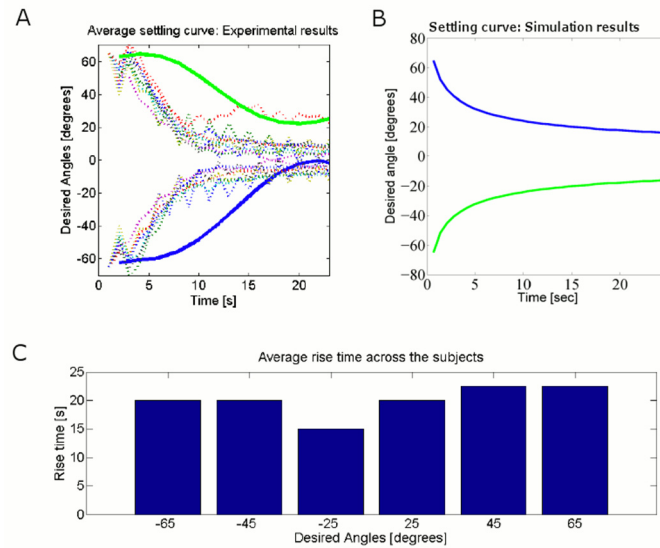 A
Average settling curve: Experimental results
Desired Angles [degrees]
60
40
20
0
-20
-40
-60
0 5 10 15 20
Time [s]
B
Settling curve: Simulation results
Desired angle [degrees]
80
60
40
20
0
−20
−40
−60
−80
0 5 10 15 20
Time [sec]
C
Average rise time across the subjects
Rise time [s]
25
20
15
10
5
0
-65 -45 -25 25 45 65
Desired Angles [degrees]